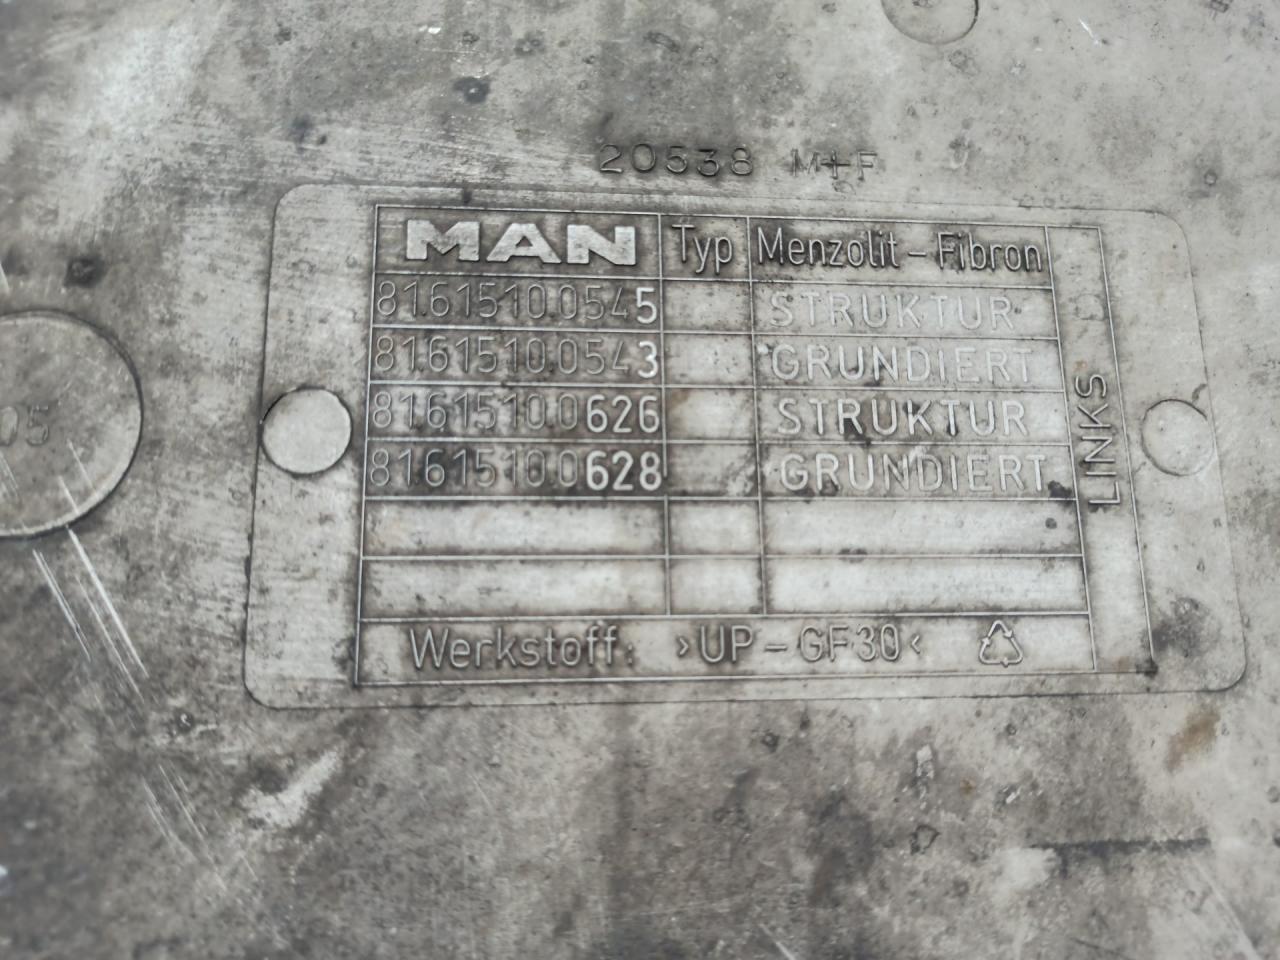 20538 M+F
MAN Typ Menzolit - Fibron
81.61510.0545 STRUKTUR
81.61510.0543 GRUNDIERT
81.61510.0626 STRUKTUR
81.61510.0628 GRUNDIERT
LINKS
Werkstoff: >UP-GF30<
05